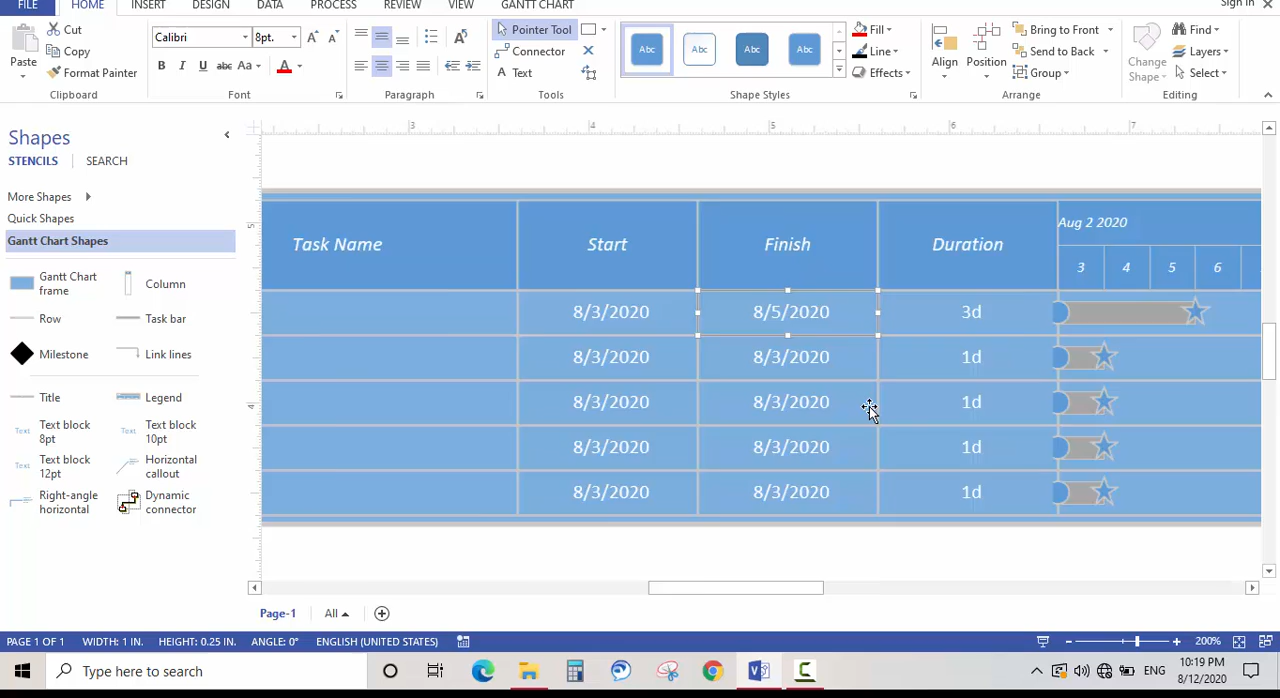 FILE HOME INSERT DESIGN DATA PROCESS REVIEW VIEW GANTT CHART Sign in
Paste
Cut
Copy
Format Painter
Clipboard
Calibri 8pt.
B I U abc Aa A
Font
Paragraph
Pointer Tool
Connector
A Text
Tools
Abc Abc Abc Abc
Shape Styles
Fill
Line
Effects
Align
Position
Bring to Front
Send to Back
Group
Arrange
Change
Shape
Find
Layers
Select
Editing
Shapes
STENCILS SEARCH
More Shapes
Quick Shapes
Gantt Chart Shapes
Gantt Chart
frame
Column
Row
Task bar
Milestone
Link lines
Title
Legend
Text Text block
8pt
Text Text block
10pt
Text Text block
12pt
Horizontal
callout
Right-angle
horizontal
Dynamic
connector
3 4 5 6 7
5
4
Task Name Start Finish Duration Aug 2 2020
3 4 5 6
8/3/2020 8/5/2020 3d
8/3/2020 8/3/2020 1d
8/3/2020 8/3/2020 1d
8/3/2020 8/3/2020 1d
8/3/2020 8/3/2020 1d
Page-1 All
PAGE 1 OF 1 WIDTH: 1 IN. HEIGHT: 0.25 IN. ANGLE: 0° ENGLISH (UNITED STATES) 200%
Type here to search
ENG
10:19 PM
8/12/2020